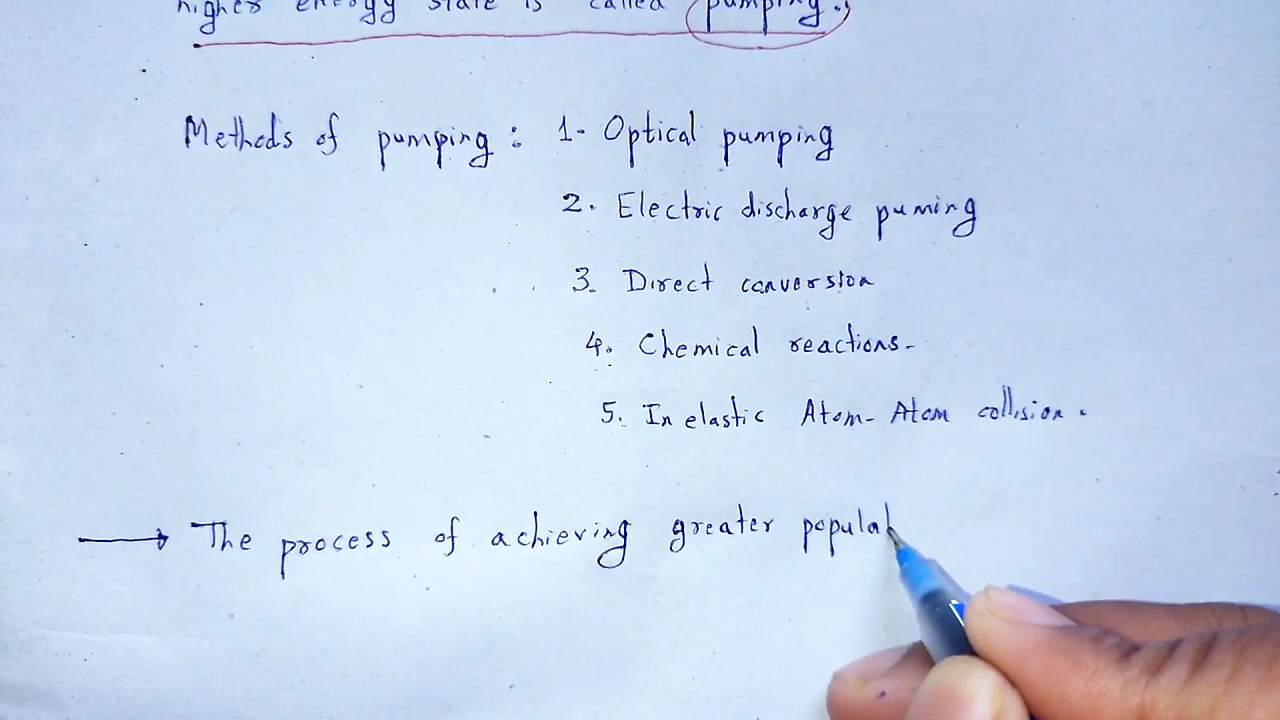 higher energy state is called pumping.
Methods of pumping : 1- Optical pumping
2. Electric discharge puming
3. Direct conversion
4. Chemical reactions-
5. In elastic Atom- Atom collision.
→ The process of achieving greater populat